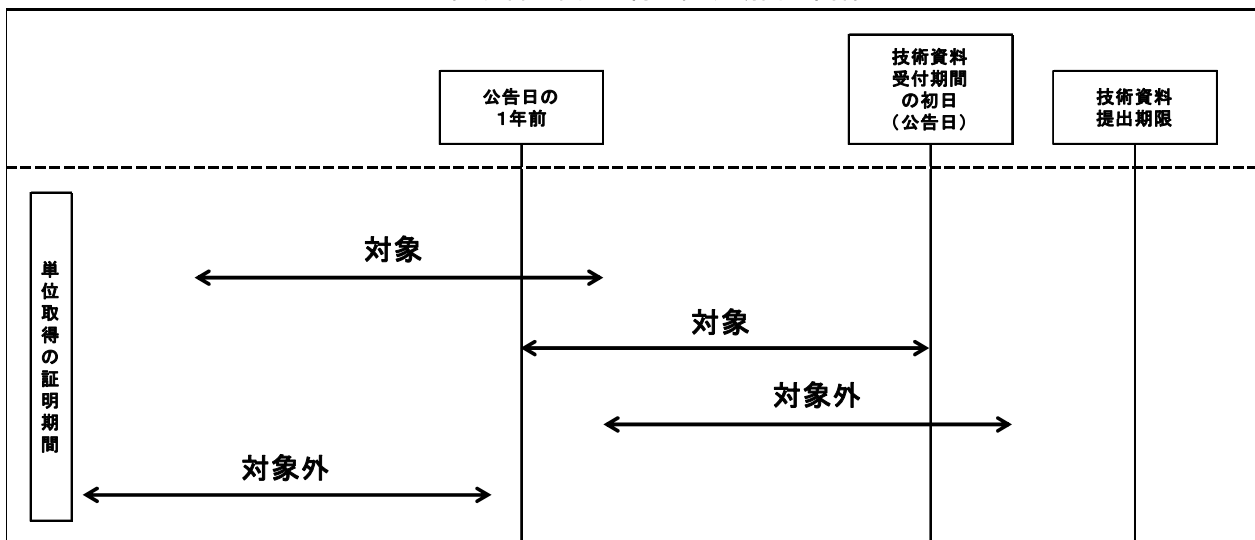 公告日の
1年前
技術資料
受付期間
の初日
（公告日）
技術資料
提出期限
単位取得の証明期間
対象
対象
対象外
対象外